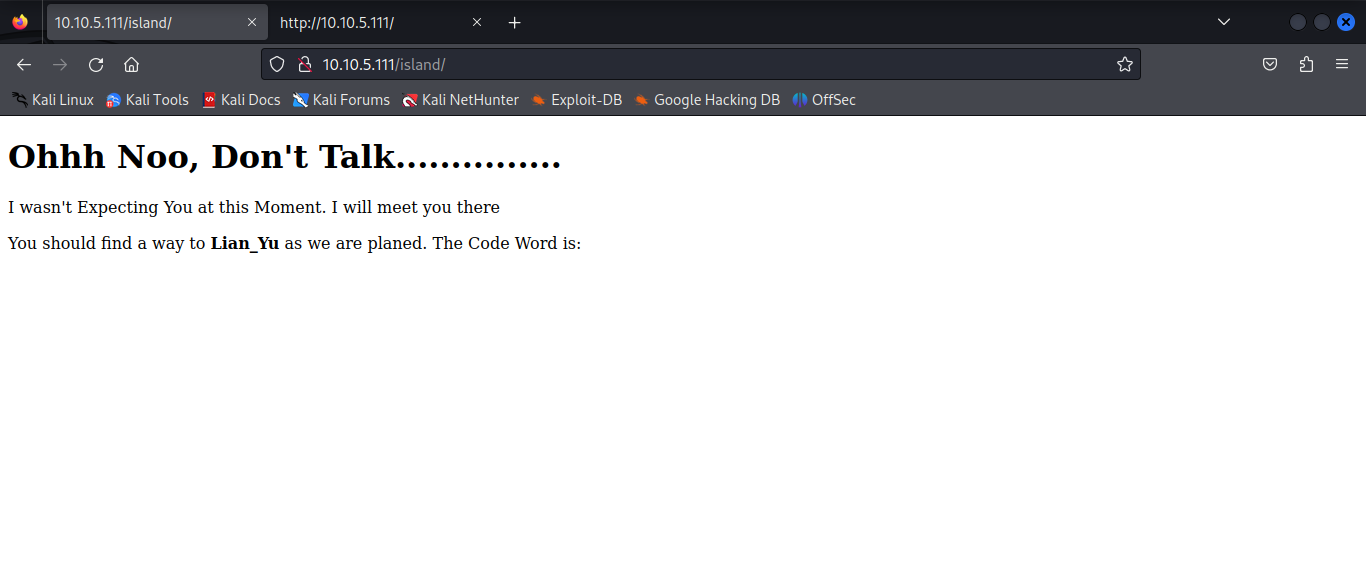 10.10.5.111/island/
http://10.10.5.111/
10.10.5.111/island/
Kali Linux
Kali Tools
Kali Docs
Kali Forums
Kali NetHunter
Exploit-DB
Google Hacking DB
OffSec
Ohhh Noo, Don't Talk...............
I wasn't Expecting You at this Moment. I will meet you there
You should find a way to Lian_Yu as we are planed. The Code Word is: